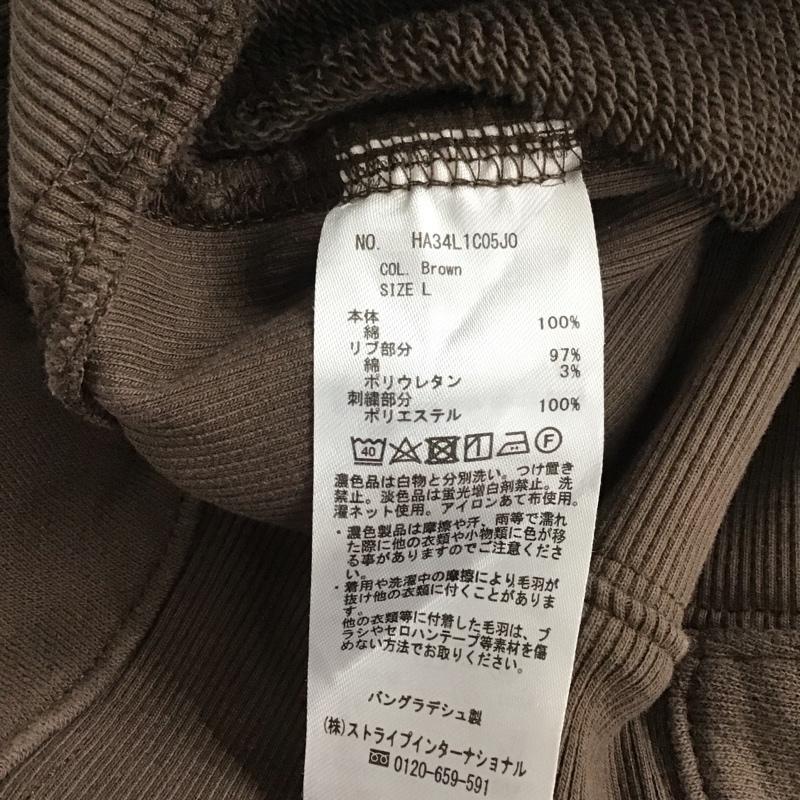 NO. HA34L1C05J0
COL. Brown
SIZE L
本体
綿 100%
リブ部分
綿 97%
ポリウレタン 3%
刺繍部分
ポリエステル 100%
40 F
濃色品は白物と分別洗い。つけ置き
禁止。淡色品は蛍光増白剤禁止。洗
濯ネット使用。アイロンあて布使用。
・濃色製品は摩擦や汗、雨等で濡れ
た際に他の衣類や小物類に色が移
る事がありますのでご注意くださ
い。
・着用や洗濯中の摩擦により毛羽が
抜け他の衣類に付くことがありま
す。
他の衣類等に付着した毛羽は、ブ
ラシやセロハンテープ等素材を傷
めない方法でお取りください。
バングラデシュ製
(株)ストライプインターナショナル
0120-659-591